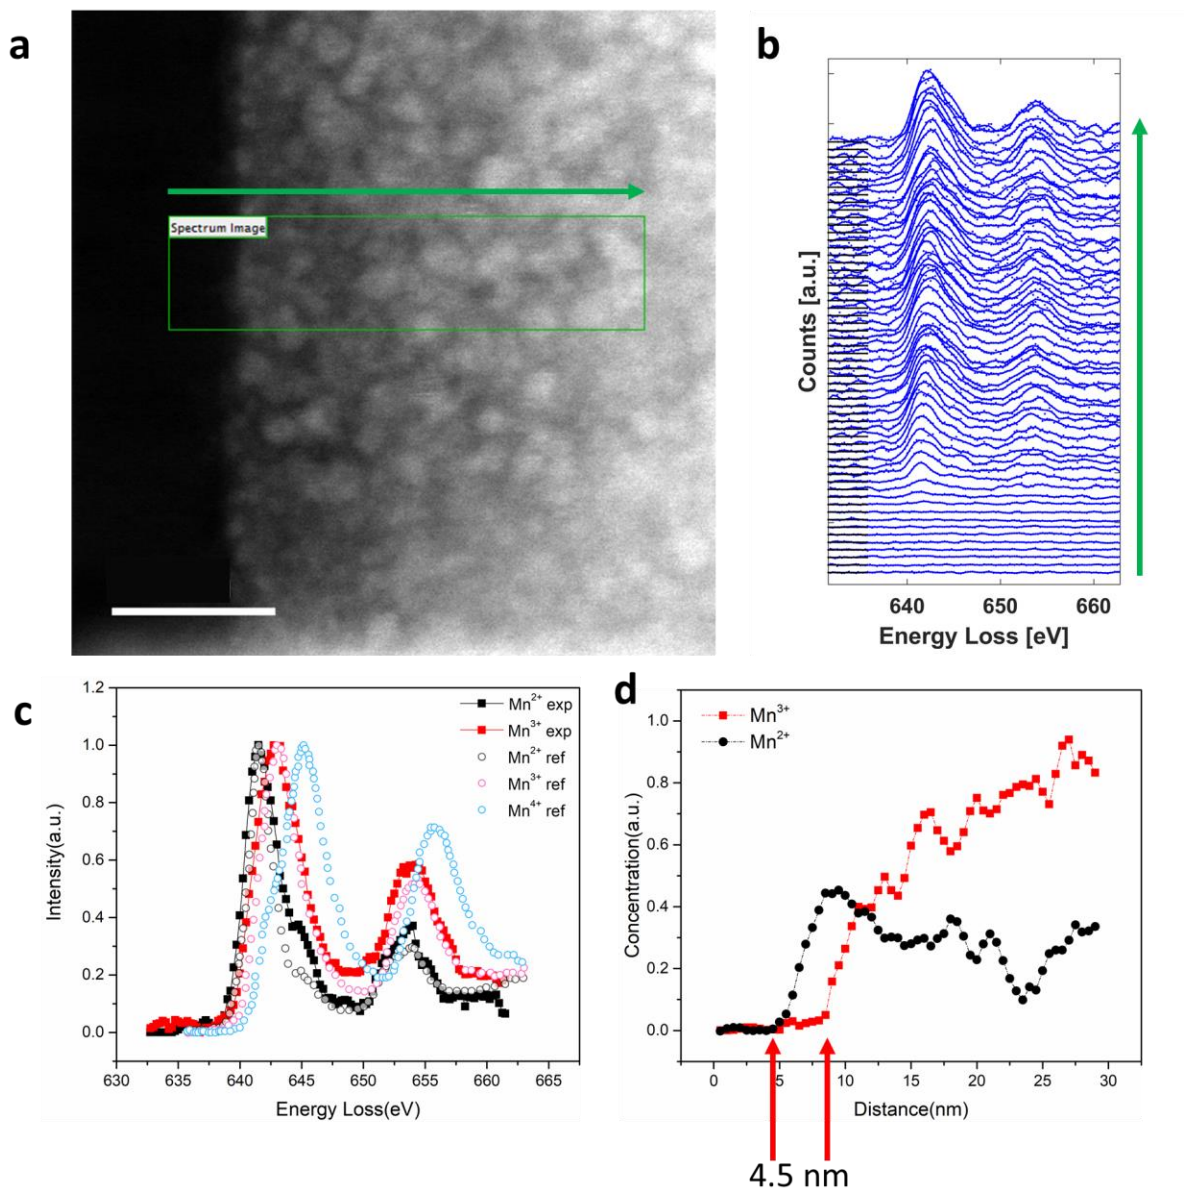 a
b
Spectrum Image
Counts [a.u.]
640 650 660
Energy Loss [eV]
c
1.2
1.0
0.8
0.6
0.4
0.2
0.0
Intensity(a.u.)
Mn²⁺ exp
Mn³⁺ exp
Mn²⁺ ref
Mn³⁺ ref
Mn⁴⁺ ref
630 635 640 645 650 655 660 665
Energy Loss(eV)
d
1.0
0.8
0.6
0.4
0.2
0.0
Concentration(a.u.)
Mn³⁺
Mn²⁺
0 5 10 15 20 25 30
Distance(nm)
4.5 nm